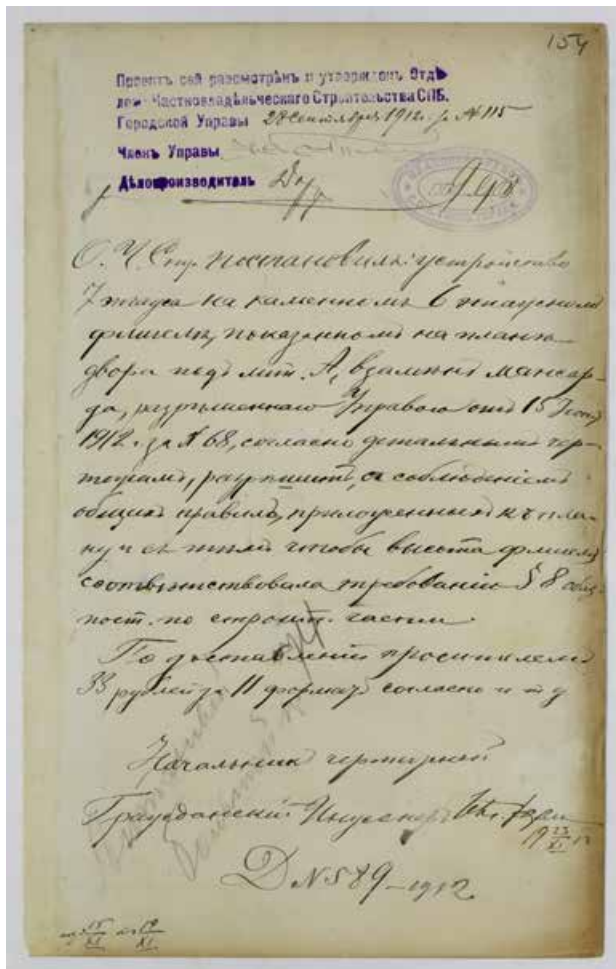 154
Проектъ сей разсмотрѣнъ и утвержденъ Отдѣ
ломъ Частновладѣльческаго Строительства СПБ.
Городской Управы 28 Сентября 1912 г. за № 115
Членъ Управы
Дѣлопроизводитель
О. Ч. Стр. постановилъ: устройство
7 этажа на каменномъ 6 этажномъ
флигелѣ, показанномъ на планѣ
двора подъ лит. А, взамѣнъ мансар-
да, разрѣшеннаго Управою отъ 15
1912 г. за № 68, согласно детальнымъ чер-
тежамъ, разрѣшить, съ соблюденіемъ
общихъ правилъ, приложенныхъ къ пла-
ну и съ тѣмъ чтобы высота флигеля
соотвѣтствовала требованію § 8 обяз.
пост. по строит. части.
По доставленіи просителемъ
33 рублей за 11 форматъ согласно и т д
Начальникъ чертежной
Гражданскій Инженеръ
D N 589-1912